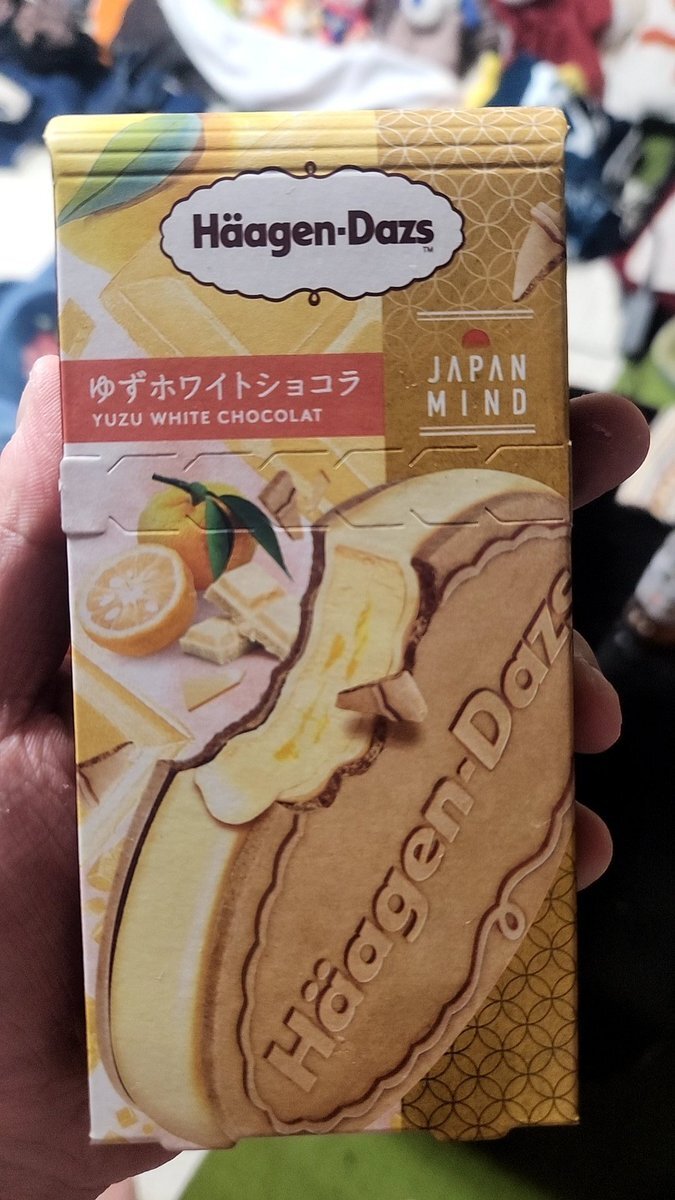 Häagen-Dazs
TM
ゆずホワイトショコラ
YUZU WHITE CHOCOLAT
JAPAN
MIND
Häagen-Dazs